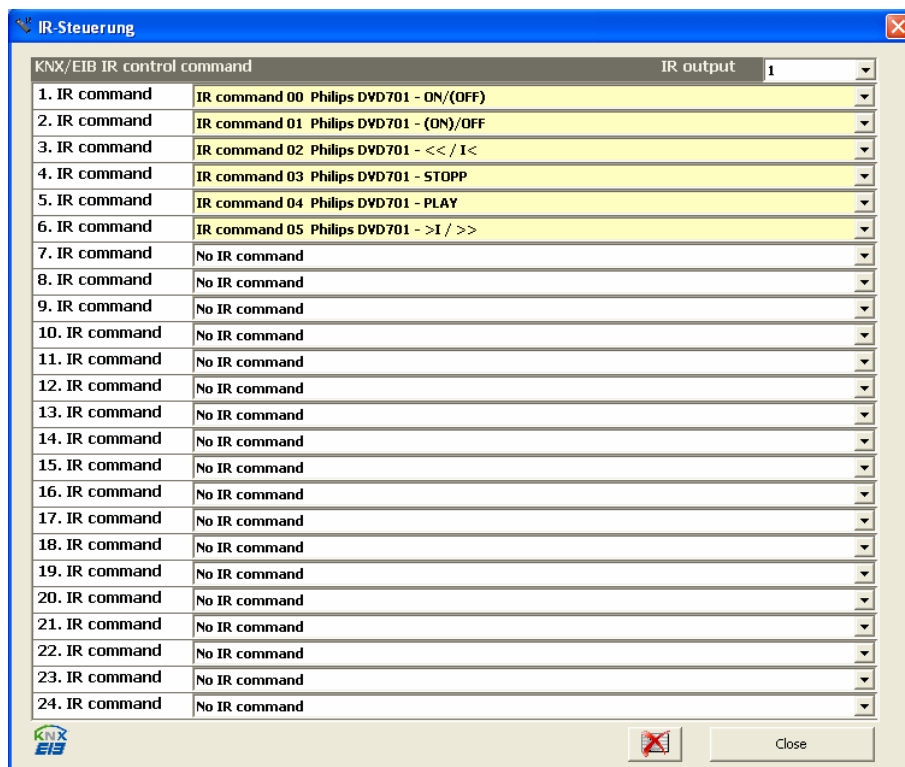 IR-Steuerung
KNX/EIB IR control command IR output 1
1. IR command IR command 00 Philips DVD701 - ON/(OFF)
2. IR command IR command 01 Philips DVD701 - (ON)/OFF
3. IR command IR command 02 Philips DVD701 - << / I<
4. IR command IR command 03 Philips DVD701 - STOPP
5. IR command IR command 04 Philips DVD701 - PLAY
6. IR command IR command 05 Philips DVD701 - >I / >>
7. IR command No IR command
8. IR command No IR command
9. IR command No IR command
10. IR command No IR command
11. IR command No IR command
12. IR command No IR command
13. IR command No IR command
14. IR command No IR command
15. IR command No IR command
16. IR command No IR command
17. IR command No IR command
18. IR command No IR command
19. IR command No IR command
20. IR command No IR command
21. IR command No IR command
22. IR command No IR command
23. IR command No IR command
24. IR command No IR command
KNX
EIB
Close